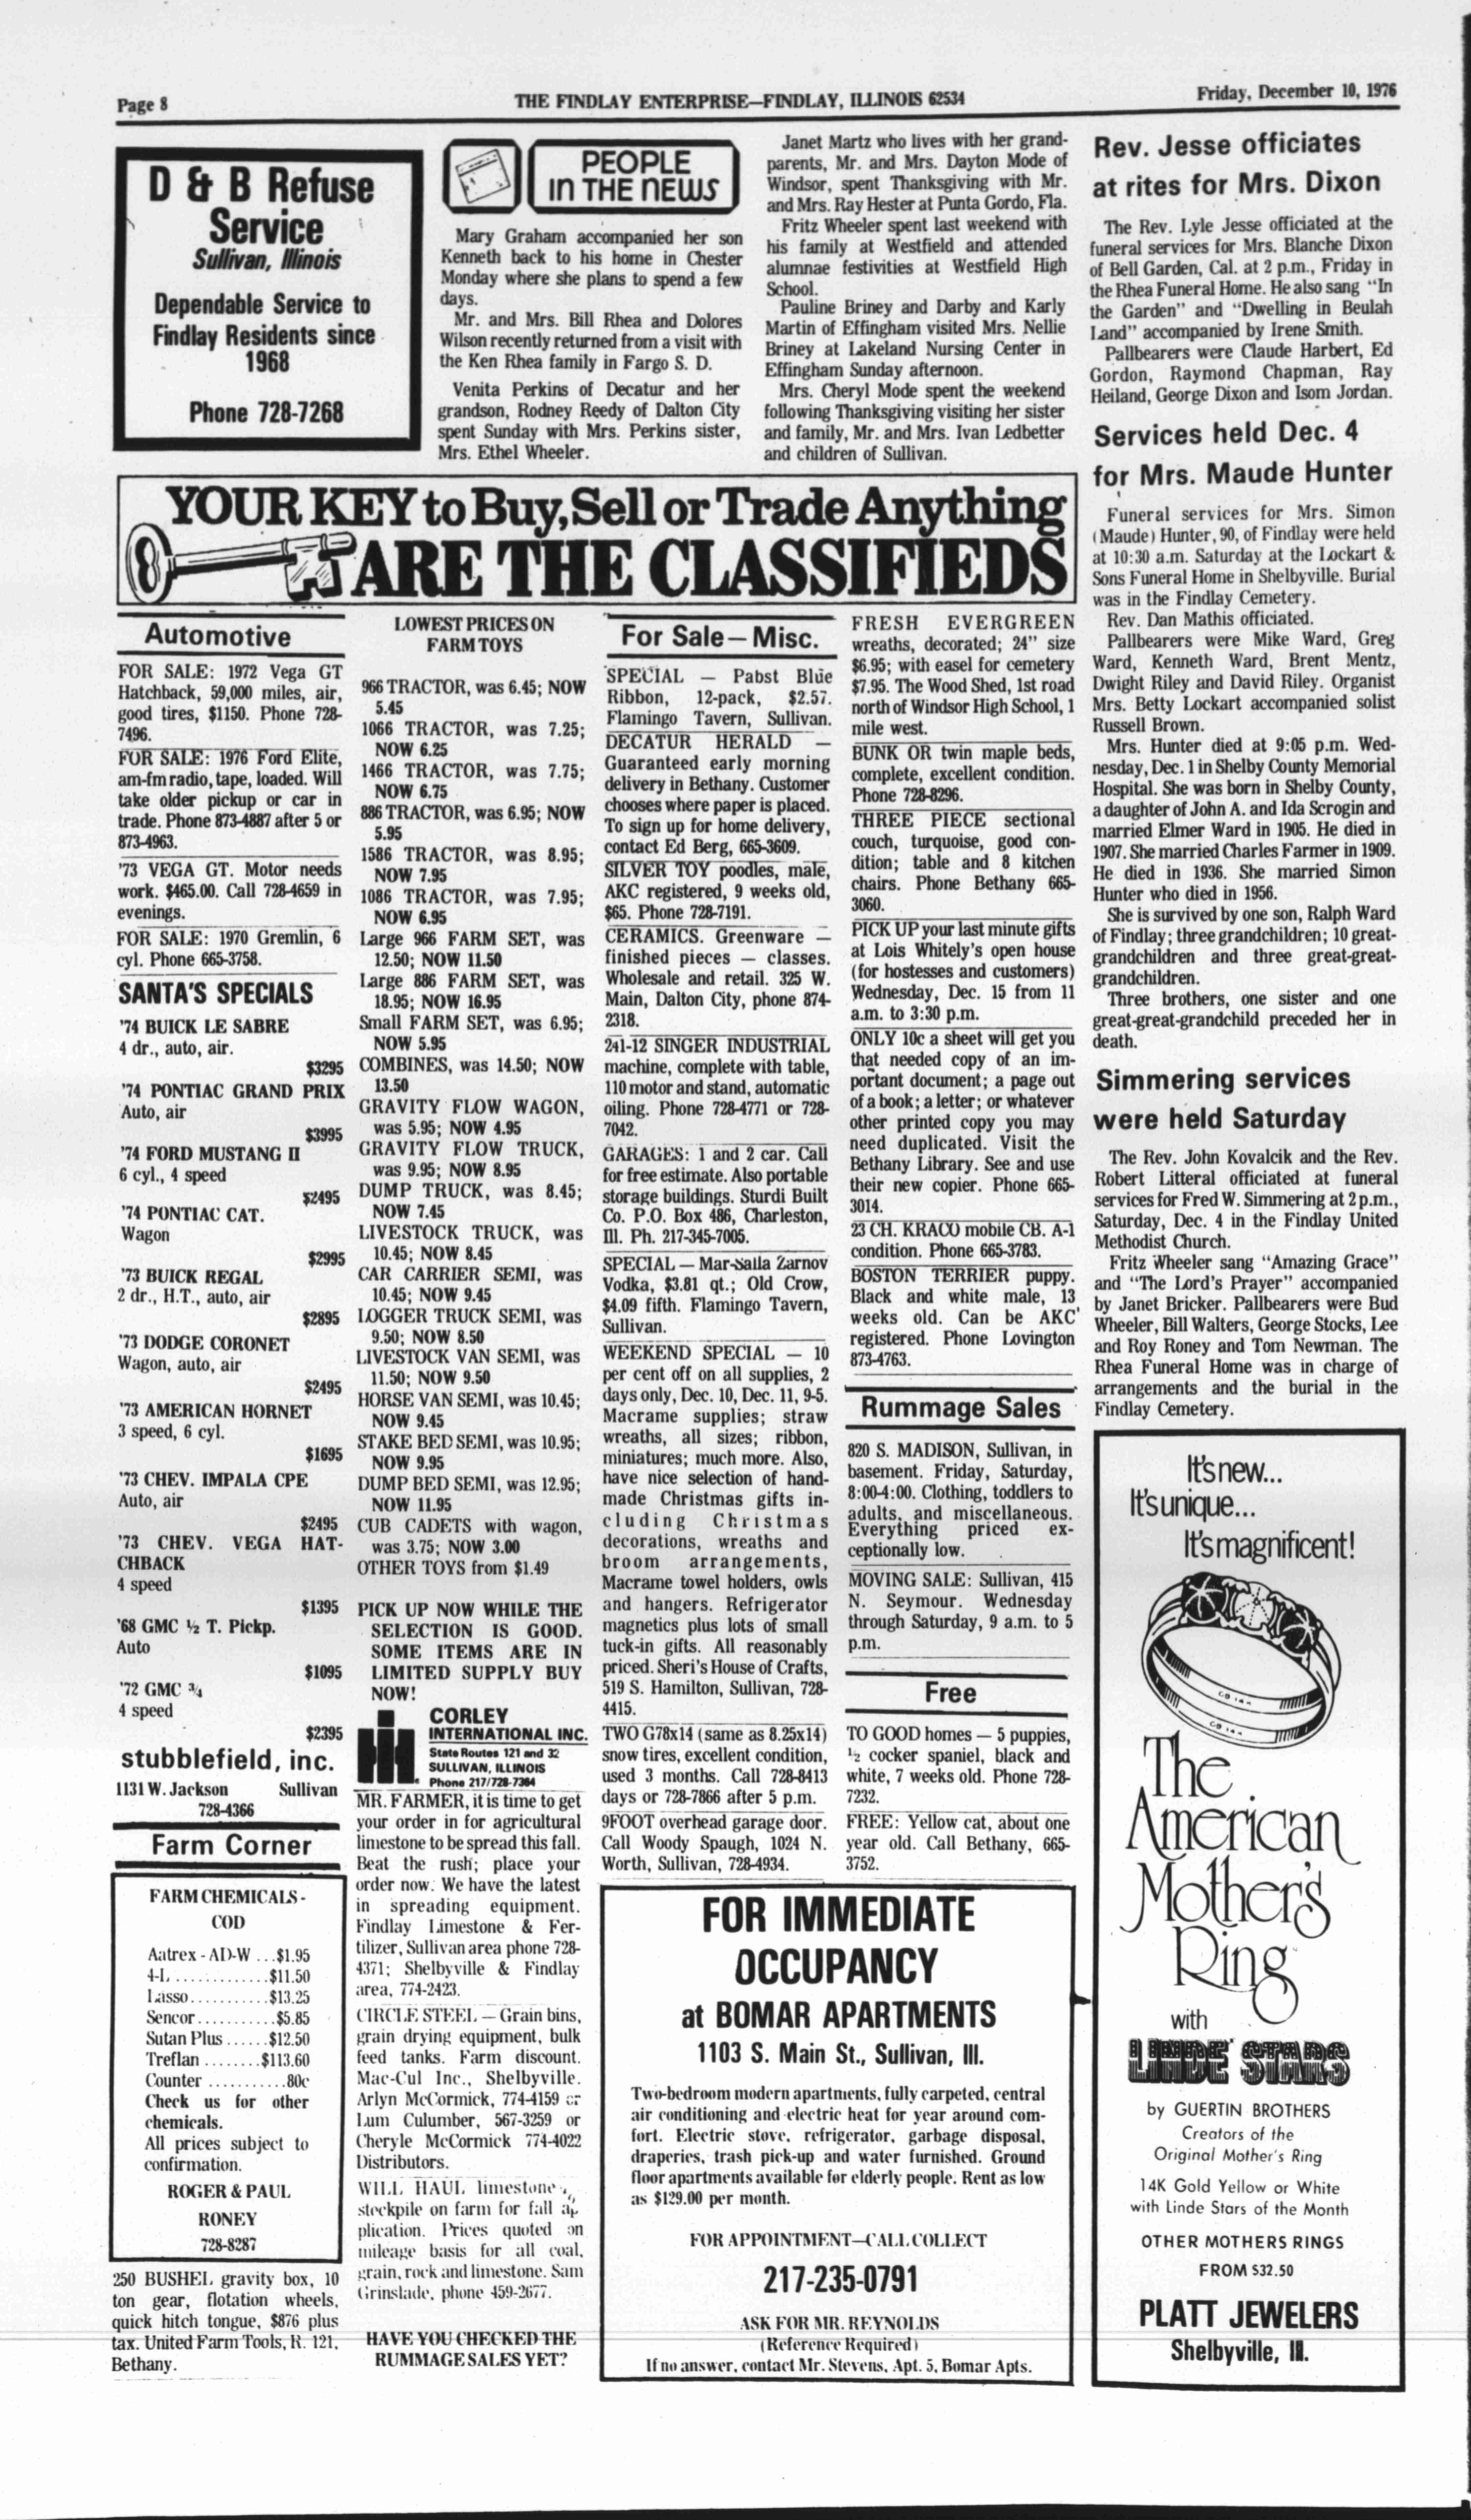 Page 8
THE FINDLAY ENTERPRISE—FINDLAY, ILLINOIS 62534
Friday, December 10, 1976
D & B Refuse
Service
Sullivan, Illinois
Dependable Service to
Findlay Residents since
1968
Phone 728-7268
PEOPLE
IN THE NEWS
Mary Graham accompanied her son
Kenneth back to his home in Chester
Monday where she plans to spend a few
days.
Mr. and Mrs. Bill Rhea and Dolores
Wilson recently returned from a visit with
the Ken Rhea family in Fargo S. D.
Venita Perkins of Decatur and her
grandson, Rodney Reedy of Dalton City
spent Sunday with Mrs. Perkins sister,
Mrs. Ethel Wheeler.
Janet Martz who lives with her grand-
parents, Mr. and Mrs. Dayton Mode of
Windsor, spent Thanksgiving with Mr.
and Mrs. Ray Hester at Punta Gordo, Fla.
Fritz Wheeler spent last weekend with
his family at Westfield and attended
alumnae festivities at Westfield High
School.
Pauline Briney and Darby and Karly
Martin of Effingham visited Mrs. Nellie
Briney at Lakeland Nursing Center in
Effingham Sunday afternoon.
Mrs. Cheryl Mode spent the weekend
following Thanksgiving visiting her sister
and family, Mr. and Mrs. Ivan Ledbetter
and children of Sullivan.
YOUR KEY to Buy, Sell or Trade Anything
ARE THE CLASSIFIEDS
Automotive
FOR SALE: 1972 Vega GT
Hatchback, 59,000 miles, air,
good tires, $1150. Phone 728-
7496.
FOR SALE: 1976 Ford Elite,
am-fm radio, tape, loaded. Will
take older pickup or car in
trade. Phone 873-4887 after 5 or
873-4963.
'73 VEGA GT. Motor needs
work. $465.00. Call 728-4659 in
evenings.
FOR SALE: 1970 Gremlin, 6
cyl. Phone 665-3758.
SANTA'S SPECIALS
'74 BUICK LE SABRE
4 dr., auto, air.
$3295
'74 PONTIAC GRAND PRIX
Auto, air
$3995
'74 FORD MUSTANG II
6 cyl., 4 speed
$2495
'74 PONTIAC CAT.
Wagon
$2995
'73 BUICK REGAL
2 dr., H.T., auto, air
$2895
'73 DODGE CORONET
Wagon, auto, air
$2495
'73 AMERICAN HORNET
3 speed, 6 cyl.
$1695
'73 CHEV. IMPALA CPE
Auto, air
$2495
'73 CHEV. VEGA HAT-
CHBACK
4 speed
$1395
'68 GMC ½ T. Pickp.
Auto
$1095
'72 GMC ¾
4 speed
$2395
stubblefield, inc.
1131 W. Jackson Sullivan
728-4366
Farm Corner
FARM CHEMICALS -
COD
Aatrex - AD-W ...$1.95
4-L .............$11.50
Lasso...........$13.25
Sencor...........$5.85
Sutan Plus ......$12.50
Treflan ........$113.60
Counter ...........80c
Check us for other
chemicals.
All prices subject to
confirmation.
ROGER & PAUL
RONEY
728-8287
250 BUSHEL gravity box, 10
ton gear, flotation wheels,
quick hitch tongue, $876 plus
tax. United Farm Tools, R. 121,
Bethany.
LOWEST PRICES ON
FARM TOYS
966 TRACTOR, was 6.45; NOW
5.45
1066 TRACTOR, was 7.25;
NOW 6.25
1466 TRACTOR, was 7.75;
NOW 6.75
886 TRACTOR, was 6.95; NOW
5.95
1586 TRACTOR, was 8.95;
NOW 7.95
1086 TRACTOR, was 7.95;
NOW 6.95
Large 966 FARM SET, was
12.50; NOW 11.50
Large 886 FARM SET, was
18.95; NOW 16.95
Small FARM SET, was 6.95;
NOW 5.95
COMBINES, was 14.50; NOW
13.50
GRAVITY FLOW WAGON,
was 5.95; NOW 4.95
GRAVITY FLOW TRUCK,
was 9.95; NOW 8.95
DUMP TRUCK, was 8.45;
NOW 7.45
LIVESTOCK TRUCK, was
10.45; NOW 8.45
CAR CARRIER SEMI, was
10.45; NOW 9.45
LOGGER TRUCK SEMI, was
9.50; NOW 8.50
LIVESTOCK VAN SEMI, was
11.50; NOW 9.50
HORSE VAN SEMI, was 10.45;
NOW 9.45
STAKE BED SEMI, was 10.95;
NOW 9.95
DUMP BED SEMI, was 12.95;
NOW 11.95
CUB CADETS with wagon,
was 3.75; NOW 3.00
OTHER TOYS from $1.49
PICK UP NOW WHILE THE
SELECTION IS GOOD.
SOME ITEMS ARE IN
LIMITED SUPPLY BUY
NOW!
CORLEY
INTERNATIONAL INC.
State Routes 121 and 32
SULLIVAN, ILLINOIS
Phone 217/728-7364
MR. FARMER, it is time to get
your order in for agricultural
limestone to be spread this fall.
Beat the rush; place your
order now. We have the latest
in spreading equipment.
Findlay Limestone & Fer-
tilizer, Sullivan area phone 728-
4371; Shelbyville & Findlay
area, 774-2423.
CIRCLE STEEL — Grain bins,
grain drying equipment, bulk
feed tanks. Farm discount.
Mac-Cul Inc., Shelbyville.
Arlyn McCormick, 774-4159 or
Lum Culumber, 567-3259 or
Cheryle McCormick 774-4022
Distributors.
WILL HAUL limestone,
stockpile on farm for fall ap
plication. Prices quoted on
mileage basis for all coal,
grain, rock and limestone. Sam
Grinslade, phone 459-2677.
HAVE YOU CHECKED THE
RUMMAGE SALES YET?
For Sale—Misc.
SPECIAL — Pabst Blue
Ribbon, 12-pack, $2.57.
Flamingo Tavern, Sullivan.
DECATUR HERALD —
Guaranteed early morning
delivery in Bethany. Customer
chooses where paper is placed.
To sign up for home delivery,
contact Ed Berg, 665-3609.
SILVER TOY poodles, male,
AKC registered, 9 weeks old,
$65. Phone 728-7191.
CERAMICS. Greenware —
finished pieces — classes.
Wholesale and retail. 325 W.
Main, Dalton City, phone 874-
2318.
241-12 SINGER INDUSTRIAL
machine, complete with table,
110 motor and stand, automatic
oiling. Phone 728-4771 or 728-
7042.
GARAGES: 1 and 2 car. Call
for free estimate. Also portable
storage buildings. Sturdi Built
Co. P.O. Box 486, Charleston,
Ill. Ph. 217-345-7005.
SPECIAL — Mar-Salla Zarnov
Vodka, $3.81 qt.; Old Crow,
$4.09 fifth. Flamingo Tavern,
Sullivan.
WEEKEND SPECIAL — 10
per cent off on all supplies, 2
days only, Dec. 10, Dec. 11, 9-5.
Macrame supplies; straw
wreaths, all sizes; ribbon,
miniatures; much more. Also,
have nice selection of hand-
made Christmas gifts in-
cluding Christmas
decorations, wreaths and
broom arrangements,
Macrame towel holders, owls
and hangers. Refrigerator
magnetics plus lots of small
tuck-in gifts. All reasonably
priced. Sheri's House of Crafts,
519 S. Hamilton, Sullivan, 728-
4415.
TWO G78x14 (same as 8.25x14)
snow tires, excellent condition,
used 3 months. Call 728-8413
days or 728-7866 after 5 p.m.
9FOOT overhead garage door.
Call Woody Spaugh, 1024 N.
Worth, Sullivan, 728-4934.
FRESH EVERGREEN
wreaths, decorated; 24" size
$6.95; with easel for cemetery
$7.95. The Wood Shed, 1st road
north of Windsor High School, 1
mile west.
BUNK OR twin maple beds,
complete, excellent condition.
Phone 728-8296.
THREE PIECE sectional
couch, turquoise, good con-
dition; table and 8 kitchen
chairs. Phone Bethany 665-
3060.
PICK UP your last minute gifts
at Lois Whitely's open house
(for hostesses and customers)
Wednesday, Dec. 15 from 11
a.m. to 3:30 p.m.
ONLY 10c a sheet will get you
that needed copy of an im-
portant document; a page out
of a book; a letter; or whatever
other printed copy you may
need duplicated. Visit the
Bethany Library. See and use
their new copier. Phone 665-
3014.
23 CH. KRACO mobile CB. A-1
condition. Phone 665-3783.
BOSTON TERRIER puppy.
Black and white male, 13
weeks old. Can be AKC
registered. Phone Lovington
873-4763.
Rummage Sales
820 S. MADISON, Sullivan, in
basement. Friday, Saturday,
8:00-4:00. Clothing, toddlers to
adults, and miscellaneous.
Everything priced ex-
ceptionally low.
MOVING SALE: Sullivan, 415
N. Seymour. Wednesday
through Saturday, 9 a.m. to 5
p.m.
Free
TO GOOD homes — 5 puppies,
½ cocker spaniel, black and
white, 7 weeks old. Phone 728-
7232.
FREE: Yellow cat, about one
year old. Call Bethany, 665-
3752.
FOR IMMEDIATE
OCCUPANCY
at BOMAR APARTMENTS
1103 S. Main St., Sullivan, Ill.
Two-bedroom modern apartments, fully carpeted, central
air conditioning and electric heat for year around com-
fort. Electric stove, refrigerator, garbage disposal,
draperies, trash pick-up and water furnished. Ground
floor apartments available for elderly people. Rent as low
as $129.00 per month.
FOR APPOINTMENT—CALL COLLECT
217-235-0791
ASK FOR MR. REYNOLDS
(Reference Required)
If no answer, contact Mr. Stevens, Apt. 5, Bomar Apts.
Rev. Jesse officiates
at rites for Mrs. Dixon
The Rev. Lyle Jesse officiated at the
funeral services for Mrs. Blanche Dixon
of Bell Garden, Cal. at 2 p.m., Friday in
the Rhea Funeral Home. He also sang "In
the Garden" and "Dwelling in Beulah
Land" accompanied by Irene Smith.
Pallbearers were Claude Harbert, Ed
Gordon, Raymond Chapman, Ray
Heiland, George Dixon and Isom Jordan.
Services held Dec. 4
for Mrs. Maude Hunter
Funeral services for Mrs. Simon
(Maude) Hunter, 90, of Findlay were held
at 10:30 a.m. Saturday at the Lockart &
Sons Funeral Home in Shelbyville. Burial
was in the Findlay Cemetery.
Rev. Dan Mathis officiated.
Pallbearers were Mike Ward, Greg
Ward, Kenneth Ward, Brent Mentz,
Dwight Riley and David Riley. Organist
Mrs. Betty Lockart accompanied soloist
Russell Brown.
Mrs. Hunter died at 9:05 p.m. Wed-
nesday, Dec. 1 in Shelby County Memorial
Hospital. She was born in Shelby County,
a daughter of John A. and Ida Scrogin and
married Elmer Ward in 1905. He died in
1907. She married Charles Farmer in 1909.
He died in 1936. She married Simon
Hunter who died in 1956.
She is survived by one son, Ralph Ward
of Findlay; three grandchildren; 10 great-
grandchildren and three great-great-
grandchildren.
Three brothers, one sister and one
great-great-grandchild preceded her in
death.
Simmering services
were held Saturday
The Rev. John Kovalcik and the Rev.
Robert Litteral officiated at funeral
services for Fred W. Simmering at 2 p.m.,
Saturday, Dec. 4 in the Findlay United
Methodist Church.
Fritz Wheeler sang "Amazing Grace"
and "The Lord's Prayer" accompanied
by Janet Bricker. Pallbearers were Bud
Wheeler, Bill Walters, George Stocks, Lee
and Roy Roney and Tom Newman. The
Rhea Funeral Home was in charge of
arrangements and the burial in the
Findlay Cemetery.
It's new...
It's unique...
It's magnificent!
The
American
Mother's
Ring
with
LINDE STARS
by GUERTIN BROTHERS
Creators of the
Original Mother's Ring
14K Gold Yellow or White
with Linde Stars of the Month
OTHER MOTHERS RINGS
FROM $32.50
PLATT JEWELERS
Shelbyville, Ill.